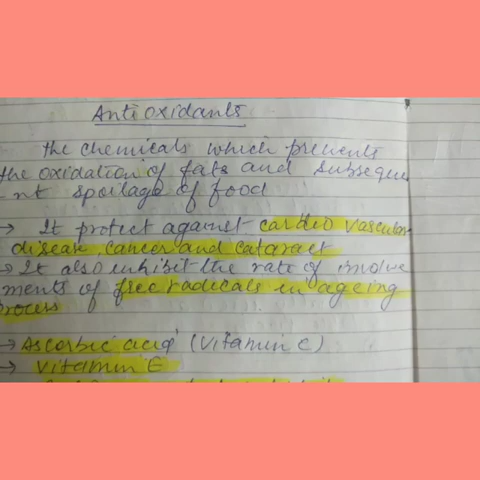 Antioxidants
the chemicals which prevents
the oxidation of fats and subseque
-nt spoilage of food
→ It protect against cardio vascular
disease, cancer and cataract
→ It also inhibit the rate of involve
ments of free radicals in ageing
process
→ Ascorbic acid (Vitamin C)
→ Vitamin E